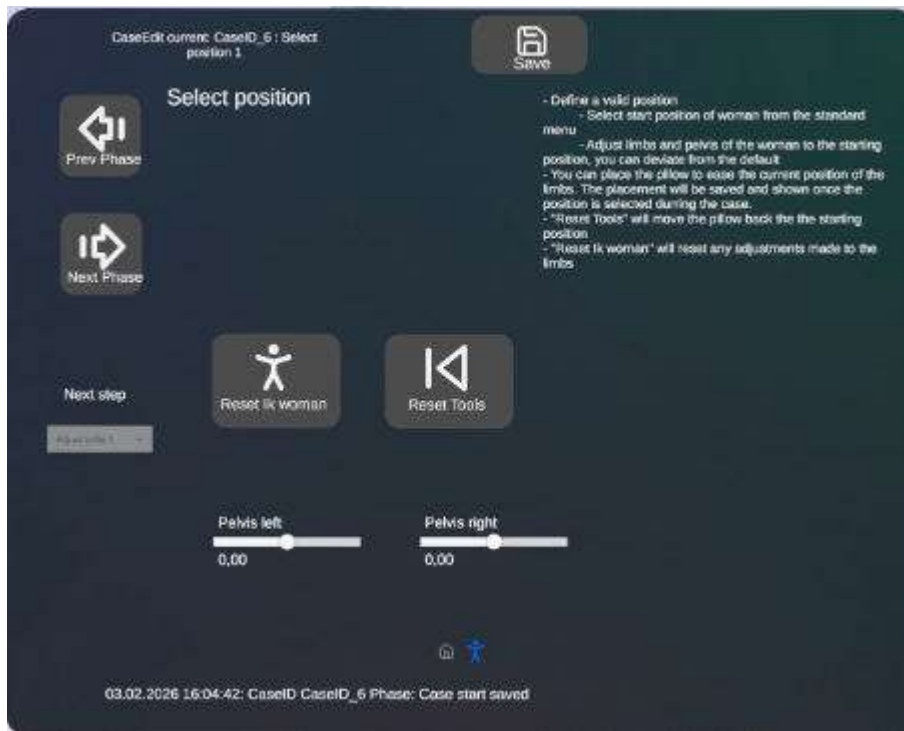 CaseEdit current: CaseID_6 : Select
position 1
Save
Select position
Prev Phase
- Define a valid position
- Select start position of woman from the standard
menu
- Adjust limbs and pelvis of the woman to the starting
position, you can deviate from the default
- You can place the pillow to ease the current position of the
limbs. The placement will be saved and shown once the
position is selected durring the case.
- "Reset Tools" will move the pillow back the the starting
position
- "Reset Ik woman" will reset any adjustments made to the
limbs
Next Phase
Reset Ik woman
Reset Tools
Next step
Pelvis left
Pelvis right
0,00
0,00
03.02.2026 16:04:42: CaseID CaseID_6 Phase: Case start saved